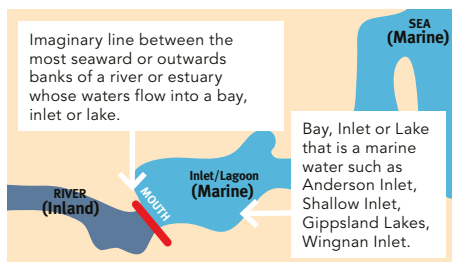 Imaginary line between the
most seaward or outwards
banks of a river or estuary
whose waters flow into a bay,
inlet or lake.
SEA
(Marine)
Bay, Inlet or Lake
that is a marine
water such as
Anderson Inlet,
Shallow Inlet,
Gippsland Lakes,
Wingnan Inlet.
Inlet/Lagoon
(Marine)
MOUTH
RIVER
(Inland)